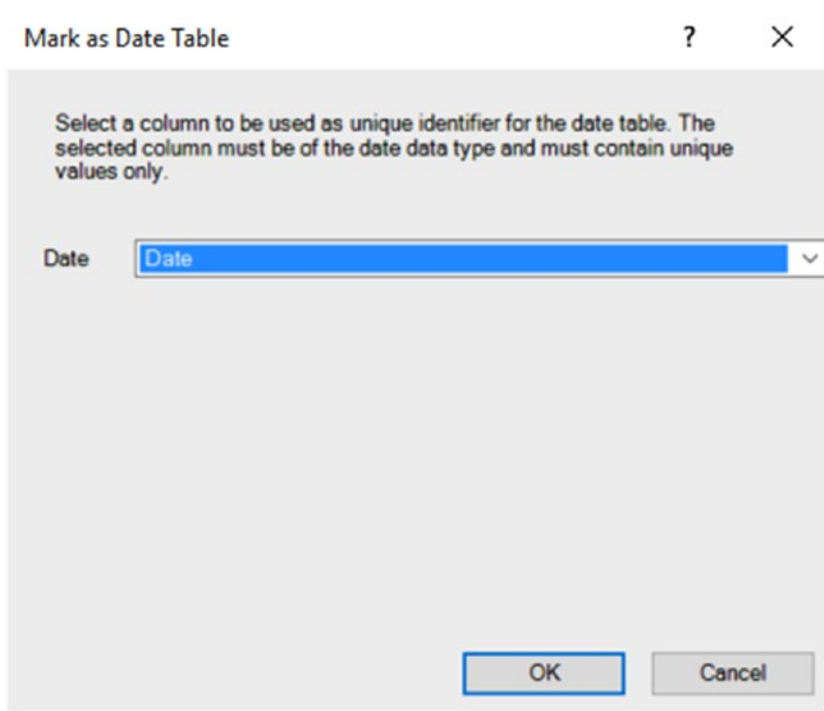 Mark as Date Table ?
Select a column to be used as unique identifier for the date table. The
selected column must be of the date data type and must contain unique
values only.
Date Date
OK Cancel